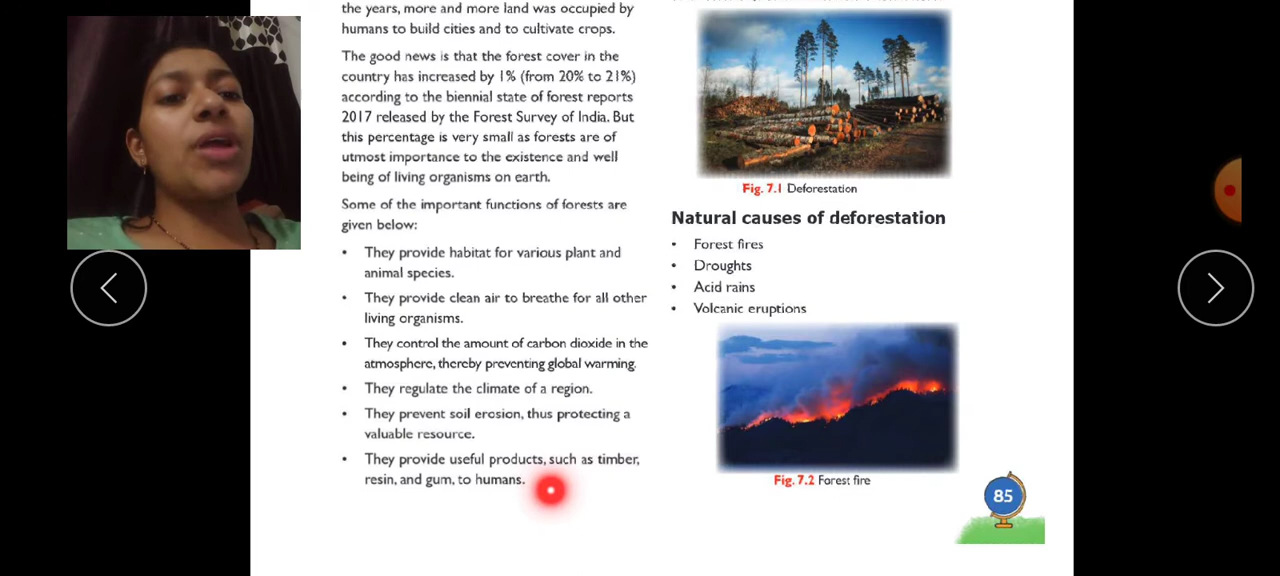 the years, more and more land was occupied by
humans to build cities and to cultivate crops.
The good news is that the forest cover in the
country has increased by 1% (from 20% to 21%)
according to the biennial state of forest reports
2017 released by the Forest Survey of India. But
this percentage is very small as forests are of
utmost importance to the existence and well
being of living organisms on earth.
Some of the important functions of forests are
given below:
• They provide habitat for various plant and
animal species.
• They provide clean air to breathe for all other
living organisms.
• They control the amount of carbon dioxide in the
atmosphere, thereby preventing global warming.
• They regulate the climate of a region.
• They prevent soil erosion, thus protecting a
valuable resource.
• They provide useful products, such as timber,
resin, and gum, to humans.
Fig. 7.1 Deforestation
Natural causes of deforestation
• Forest fires
• Droughts
• Acid rains
• Volcanic eruptions
Fig. 7.2 Forest fire
85